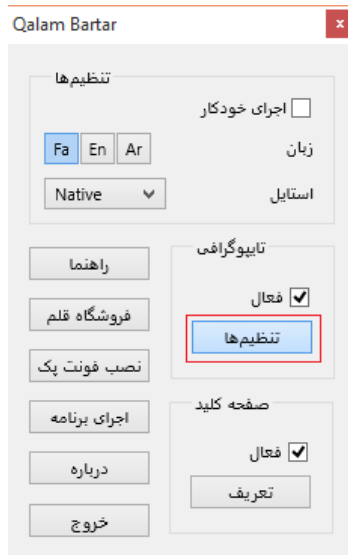 Qalam Bartar
x
تنظیم‌ها
اجرای خودکار
زبان
Fa En Ar
استایل
Native
تایپوگرافی
فعال
تنظیم‌ها
صفحه کلید
فعال
تعریف
راهنما
فروشگاه قلم
نصب فونت پک
اجرای برنامه
درباره
خروج